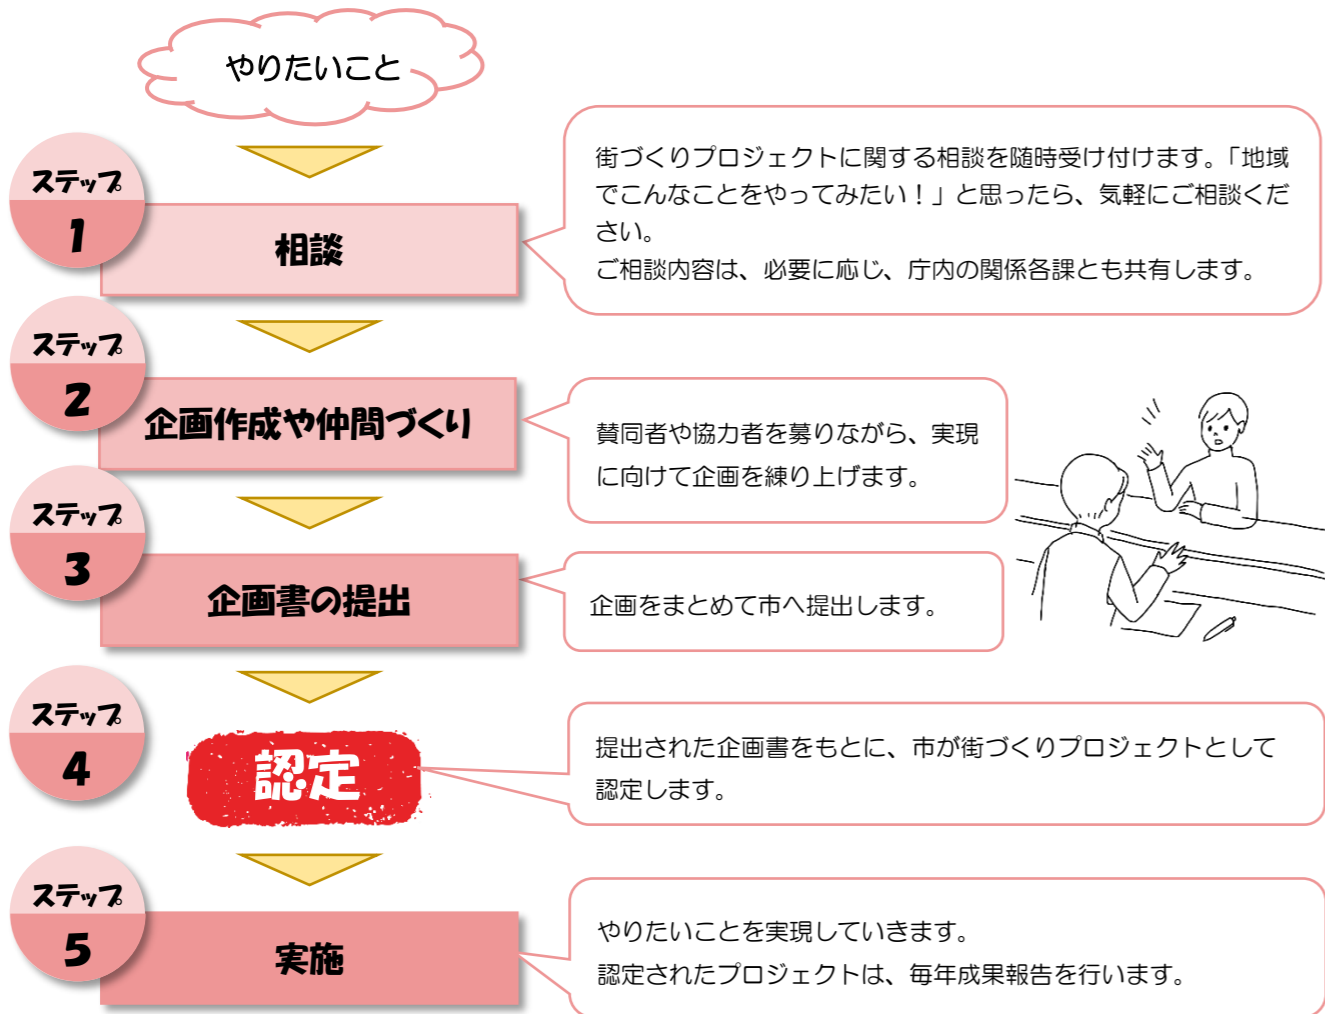 やりたいこと
ステップ
1
相談
街づくりプロジェクトに関する相談を随時受け付けます。「地域
でこんなことをやってみたい！」と思ったら、気軽にご相談くだ
さい。
ご相談内容は、必要に応じ、庁内の関係各課とも共有します。
ステップ
2
企画作成や仲間づくり
賛同者や協力者を募りながら、実現
に向けて企画を練り上げます。
ステップ
3
企画書の提出
企画をまとめて市へ提出します。
ステップ
4
認定
提出された企画書をもとに、市が街づくりプロジェクトとして
認定します。
ステップ
5
実施
やりたいことを実現していきます。
認定されたプロジェクトは、毎年成果報告を行います。